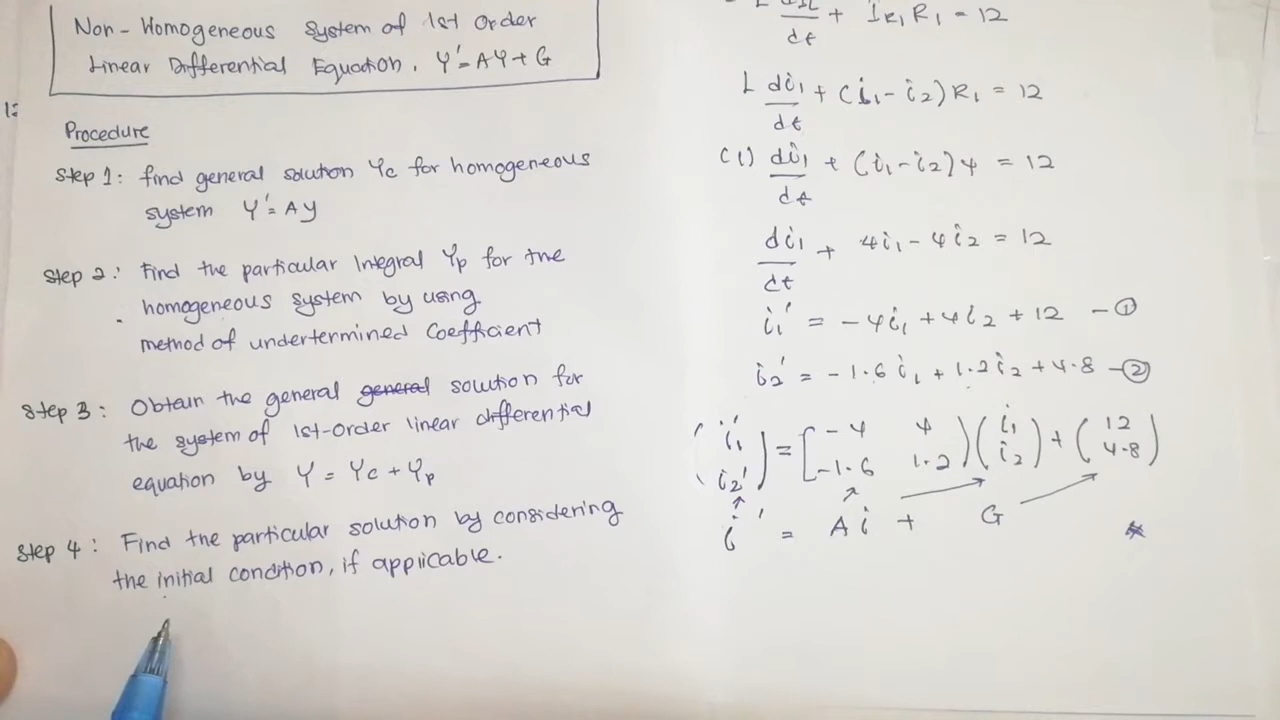 Non-Homogeneous System of 1st Order
Linear Differential Equation, Y' = AY + G
Procedure
Step 1: find general solution Yc for homogeneous
system Y' = AY
Step 2: Find the particular Integral Yp for the
homogeneous system by using
method of undertermined Coefficient
Step 3: Obtain the general general solution for
the system of 1st-order linear differential
equation by Y = Yc + Yp
Step 4: Find the particular solution by considering
the initial condition, if appicable.
dt + IR1 R1 = 12
L di1/dt + (i1 - i2) R1 = 12
C1) di1/dt + (i1 - i2) 4 = 12
di1/dt + 4i1 - 4i2 = 12
i1' = -4i1 + 4i2 + 12 - ①
i2' = -1.6 i1 + 1.2 i2 + 4.8 - ②
(i1' i2') = [-4 4 -1.6 1.2) (i1 i2) + (12 4.8)
i' = A i + G